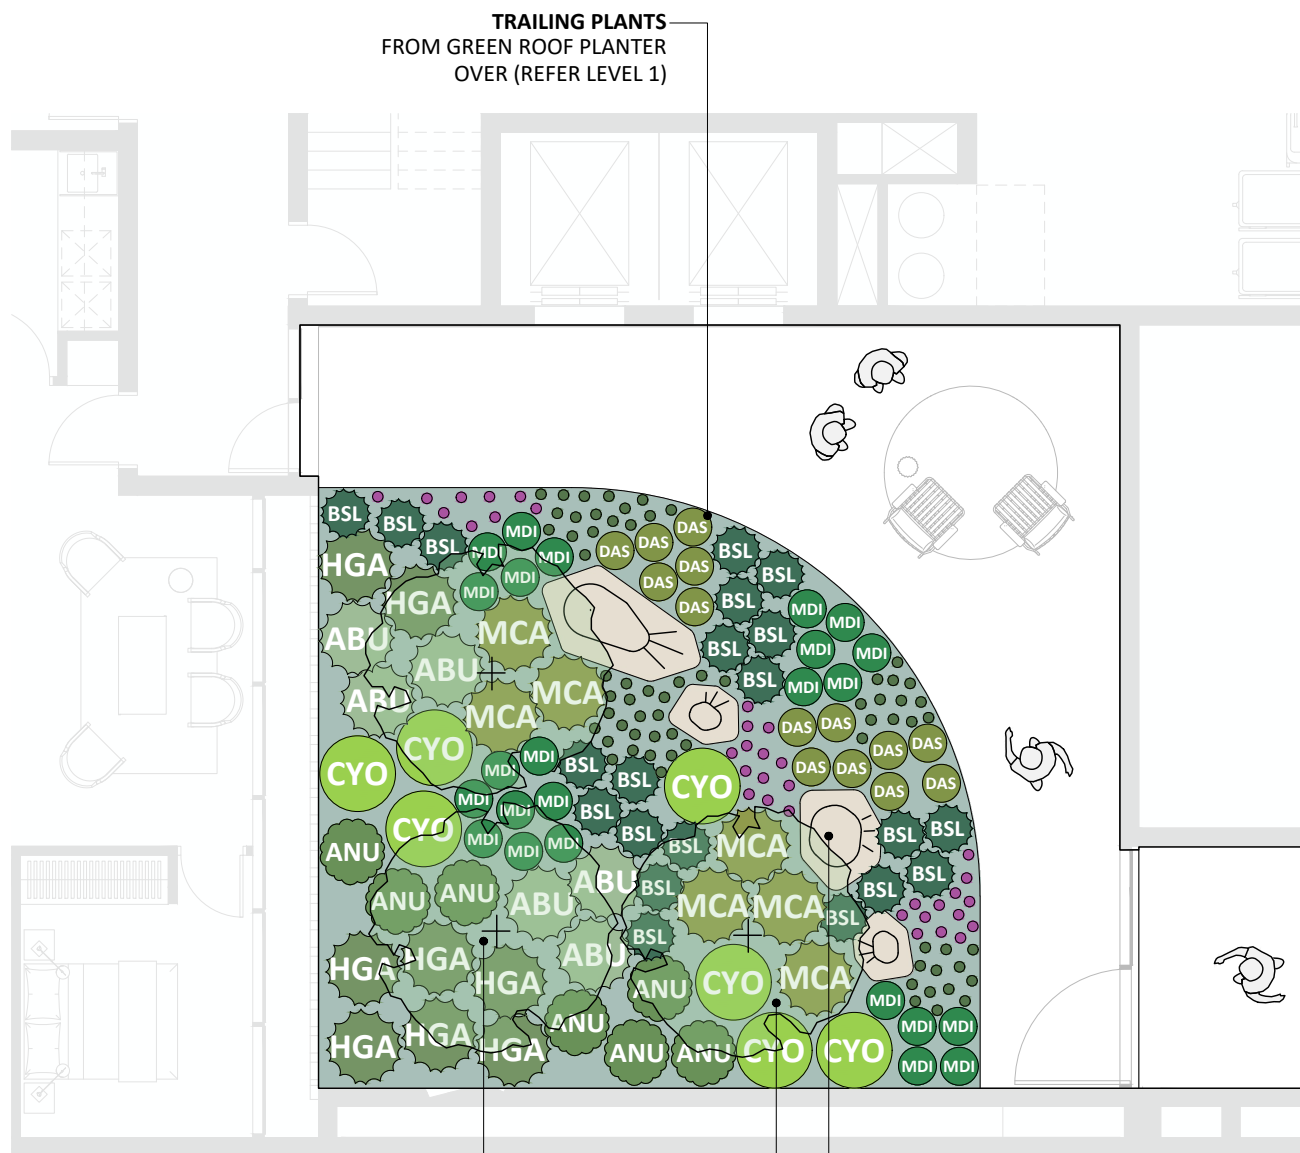 TRAILING PLANTS
FROM GREEN ROOF PLANTER
OVER (REFER LEVEL 1)
BSL
BSL
BSL
MDI
MDI
MDI
MDI
MDI
DAS
DAS
DAS
DAS
DAS
DAS
BSL
BSL
BSL
BSL
BSL
BSL
HGA
HGA
ABU
ABU
ABU
MCA
MCA
MCA
MDI
MDI
MDI
MDI
MDI
MDI
CYO
CYO
CYO
CYO
MDI
MDI
MDI
MDI
MDI
MDI
MDI
MDI
BSL
BSL
BSL
BSL
BSL
BSL
BSL
BSL
DAS
DAS
DAS
DAS
DAS
DAS
DAS
DAS
BSL
BSL
BSL
BSL
MCA
MCA
MCA
MCA
ANU
ANU
ANU
ABU
ABU
ABU
HGA
HGA
HGA
HGA
HGA
HGA
ANU
ANU
ANU
ANU
CYO
CYO
CYO
MDI
MDI
MDI
MDI
MDI